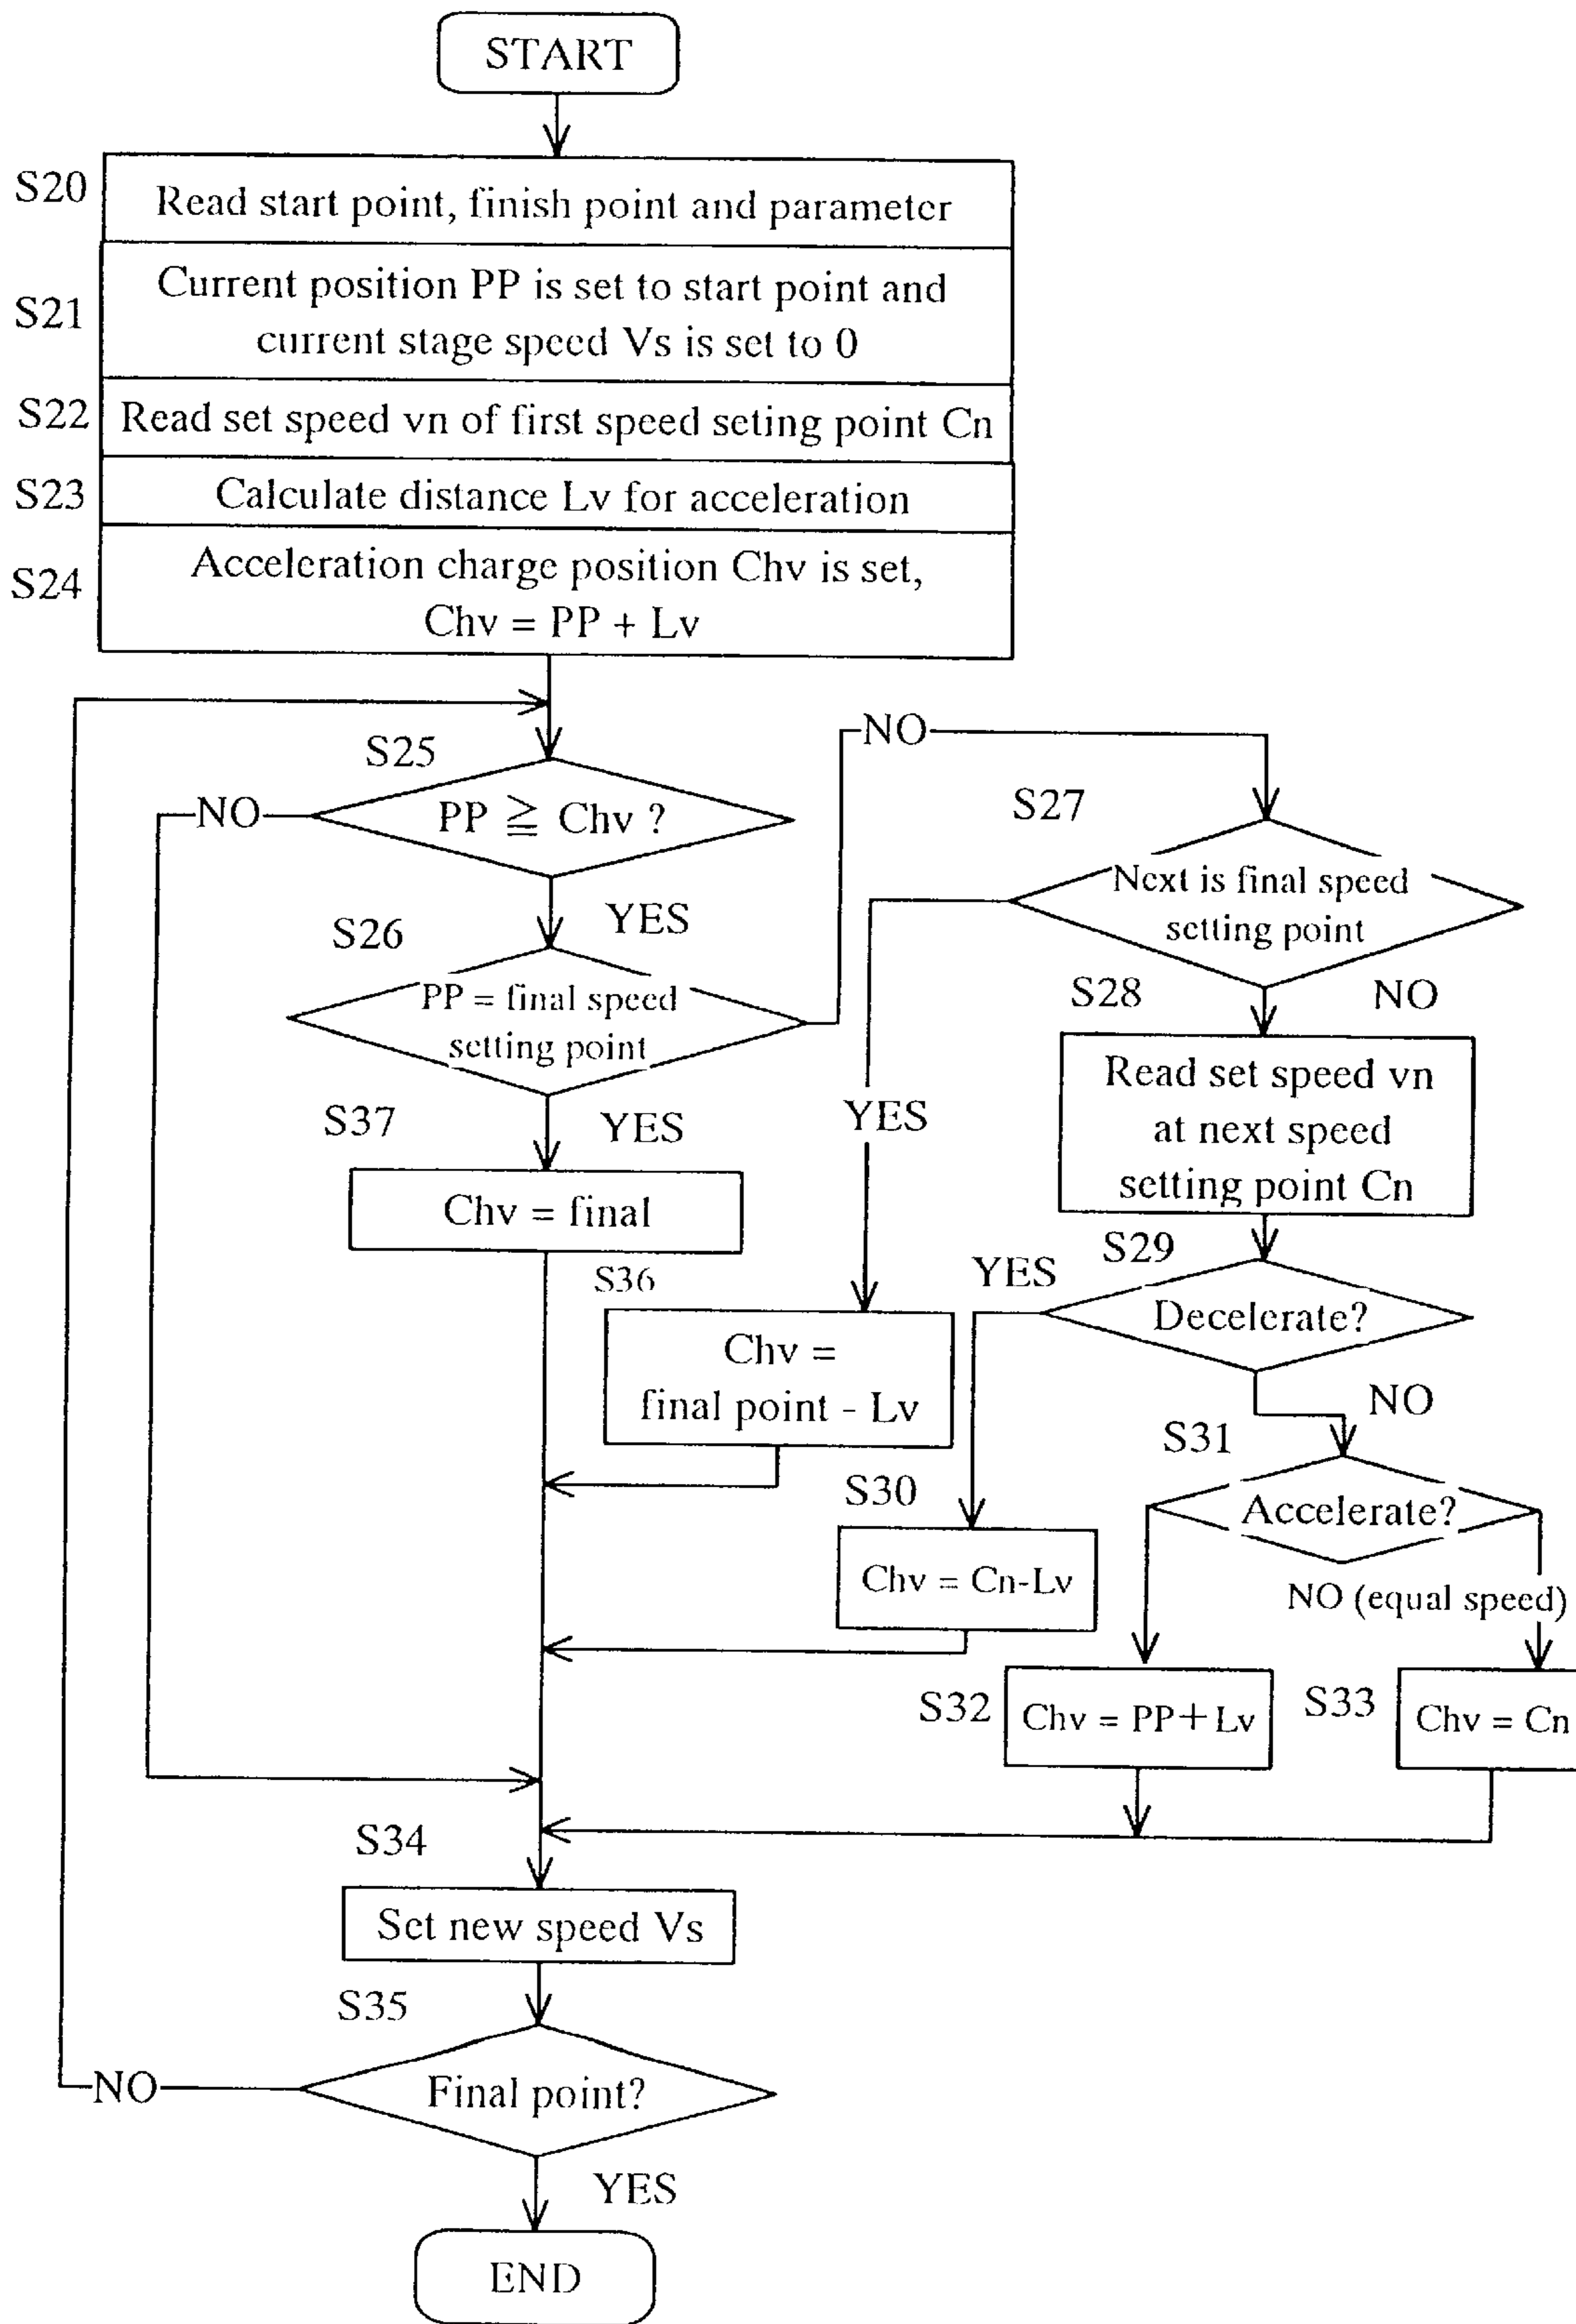 START
S20
Read start point, finish point and parameter
S21
Current position PP is set to start point and
current stage speed Vs is set to 0
S22
Read set speed vn of first speed seting point Cn
S23
Calculate distance Lv for acceleration
S24
Acceleration charge position Chv is set,
Chv = PP + Lv
S25
NO
PP ≧ Chv ?
YES
NO
S26
PP = final speed
setting point
S27
Next is final speed
setting point
S28
NO
YES
Read set speed vn
at next speed
setting point Cn
S37
YES
Chv = final
S36
Chv =
final point - Lv
S29
YES
Decelerate?
NO
S30
Chv = Cn-Lv
S31
Accelerate?
NO (equal speed)
S32
Chv = PP+Lv
S33
Chv = Cn
S34
Set new speed Vs
S35
NO
Final point?
YES
END